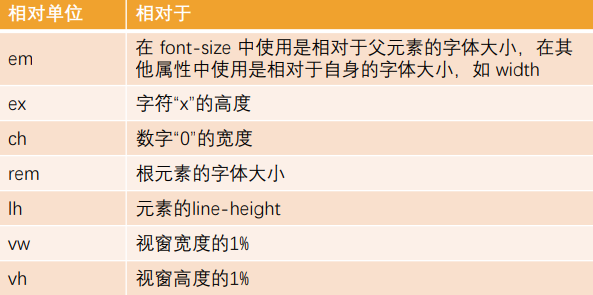 相对单位 相对于
em 在 font-size 中使用是相对于父元素的字体大小，在其
他属性中使用是相对于自身的字体大小，如 width
ex 字符“x”的高度
ch 数字“0”的宽度
rem 根元素的字体大小
lh 元素的line-height
vw 视窗宽度的1%
vh 视窗高度的1%